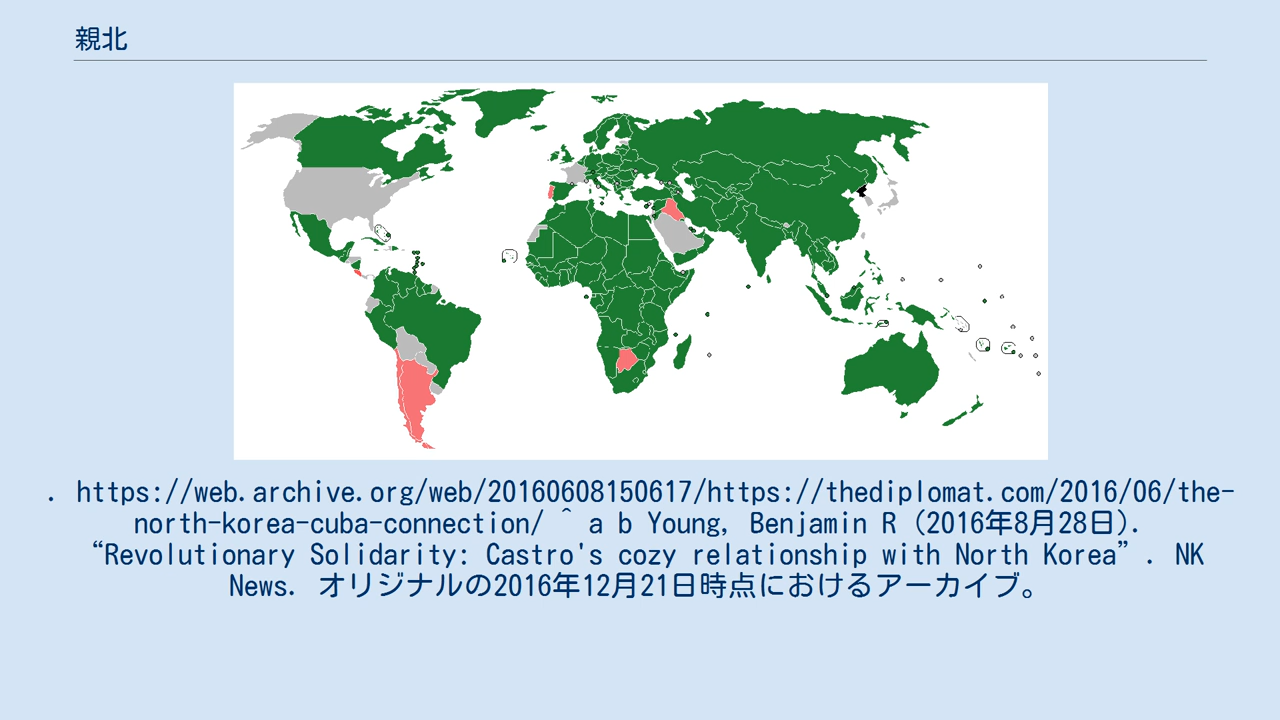 親北
. https://web.archive.org/web/20160608150617/https://thediplomat.com/2016/06/the-
north-korea-cuba-connection/ ^ a b Young, Benjamin R (2016年8月28日).
“Revolutionary Solidarity: Castro's cozy relationship with North Korea”. NK
News. オリジナルの2016年12月21日時点におけるアーカイブ。